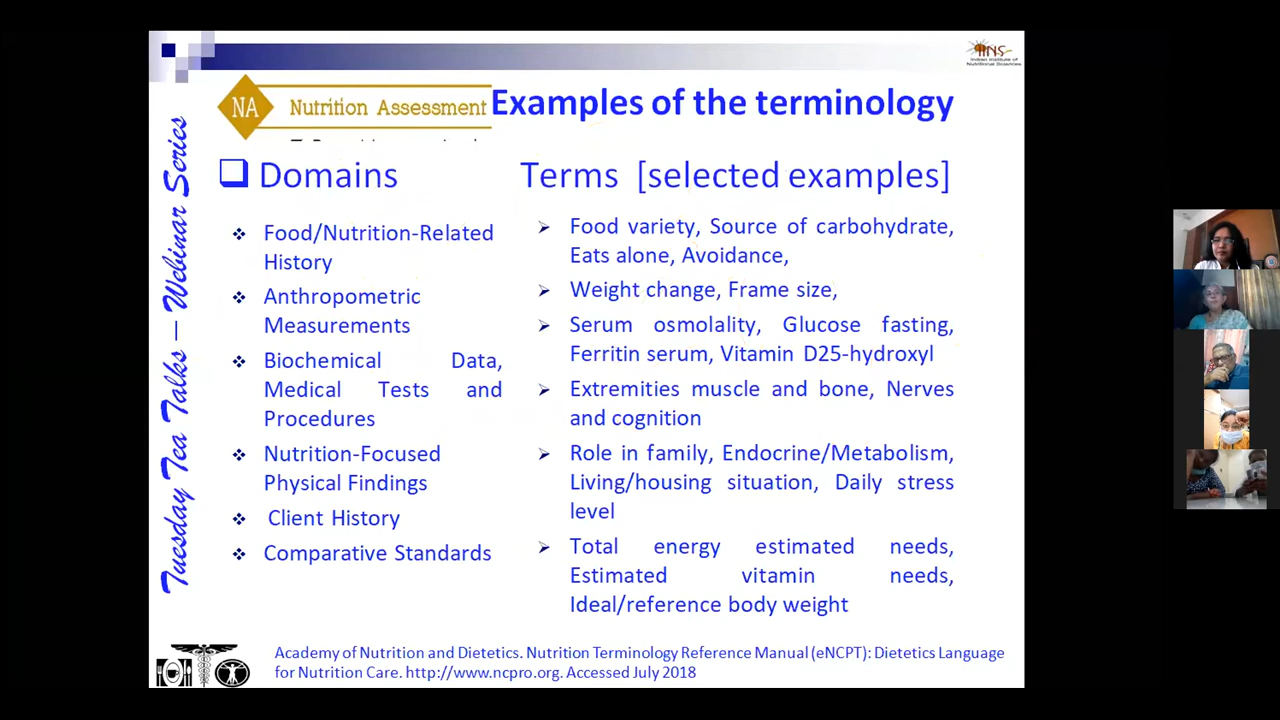 IINS
Indian Institute of
Nutritional Sciences
NA
Nutrition Assessment
Examples of the terminology
Tuesday Tea Talks – Webinar Series
Domains
Food/Nutrition-Related
History
Anthropometric
Measurements
Biochemical Data,
Medical Tests and
Procedures
Nutrition-Focused
Physical Findings
Client History
Comparative Standards
Terms [selected examples]
Food variety, Source of carbohydrate,
Eats alone, Avoidance,
Weight change, Frame size,
Serum osmolality, Glucose fasting,
Ferritin serum, Vitamin D25-hydroxyl
Extremities muscle and bone, Nerves
and cognition
Role in family, Endocrine/Metabolism,
Living/housing situation, Daily stress
level
Total energy estimated needs,
Estimated vitamin needs,
Ideal/reference body weight
Academy of Nutrition and Dietetics. Nutrition Terminology Reference Manual (eNCPT): Dietetics Language
for Nutrition Care. http://www.ncpro.org. Accessed July 2018